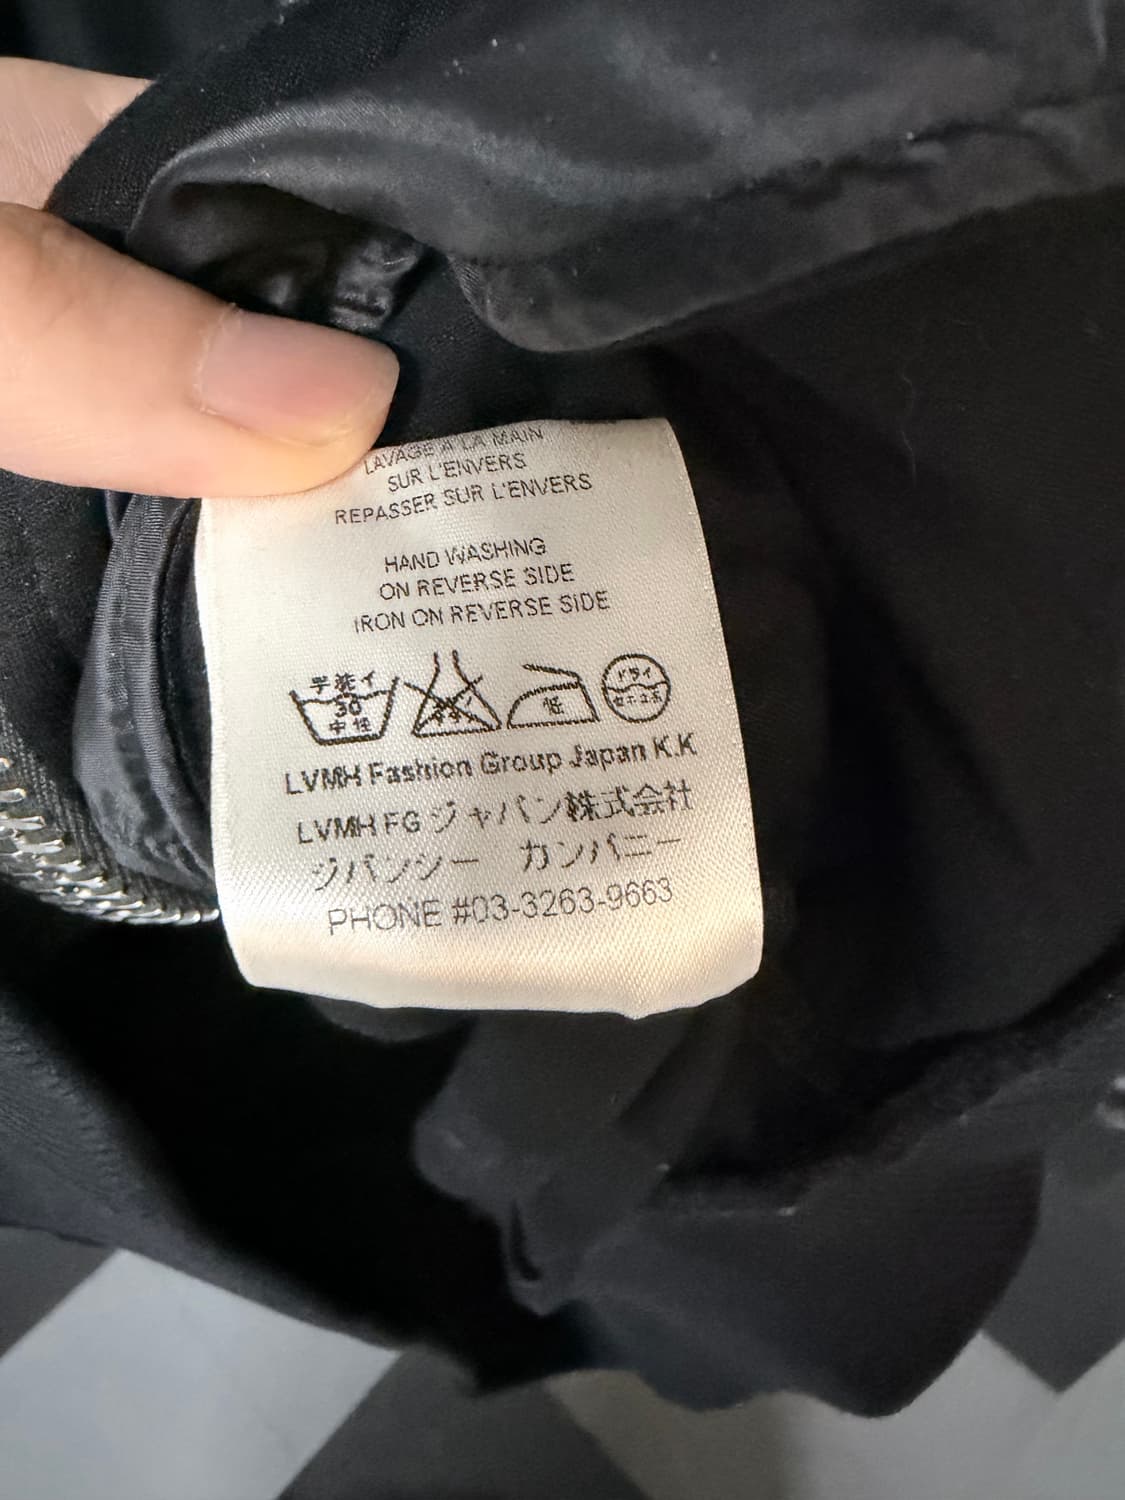 LAVAGE A LA MAIN
SUR L'ENVERS
REPASSER SUR L'ENVERS
HAND WASHING
ON REVERSE SIDE
IRON ON REVERSE SIDE
手洗イ
30
中性
低
ドライ
LVMH Fashion Group Japan K.K
LVMH FG ジャパン株式会社
ジバンシー カンパニー
PHONE #03-3263-9663